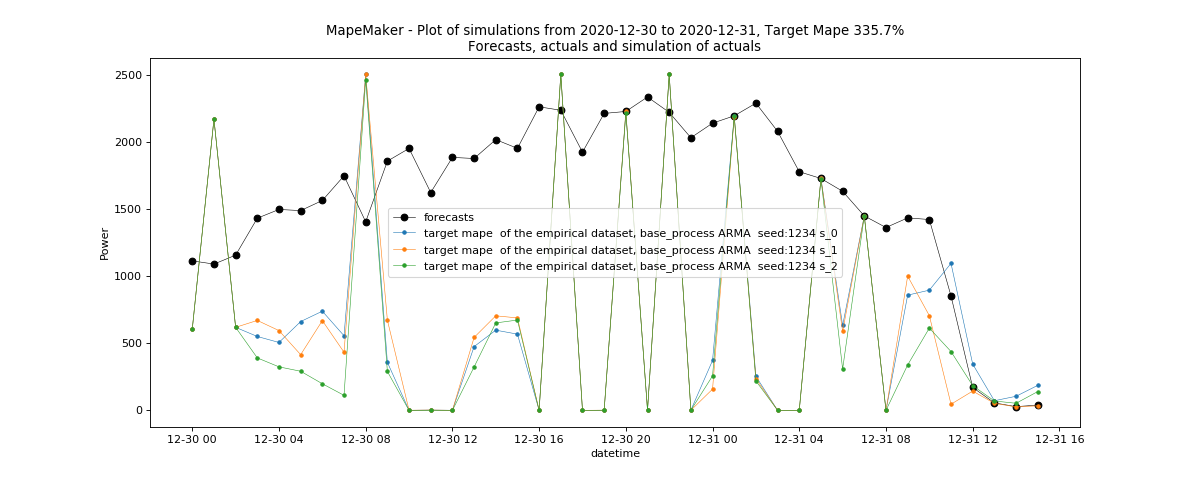 MapeMaker - Plot of simulations from 2020-12-30 to 2020-12-31, Target Mape 335.7%
Forecasts, actuals and simulation of actuals
2500
2000
1500
1000
500
0
Power
forecasts
target mape  of the empirical dataset, base_process ARMA  seed:1234 s_0
target mape  of the empirical dataset, base_process ARMA  seed:1234 s_1
target mape  of the empirical dataset, base_process ARMA  seed:1234 s_2
12-30 00 12-30 04 12-30 08 12-30 12 12-30 16 12-30 20 12-31 00 12-31 04 12-31 08 12-31 12 12-31 16
datetime